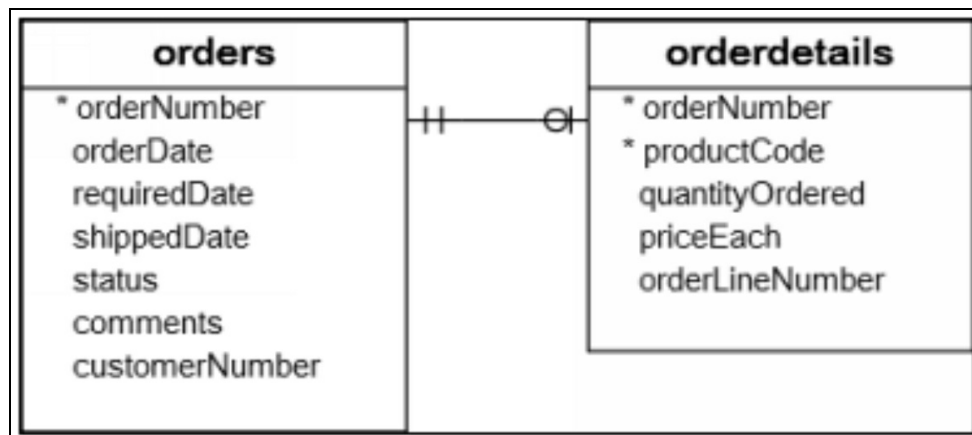 orders
* orderNumber
orderDate
requiredDate
shippedDate
status
comments
customerNumber
orderdetails
* orderNumber
* productCode
quantityOrdered
priceEach
orderLineNumber